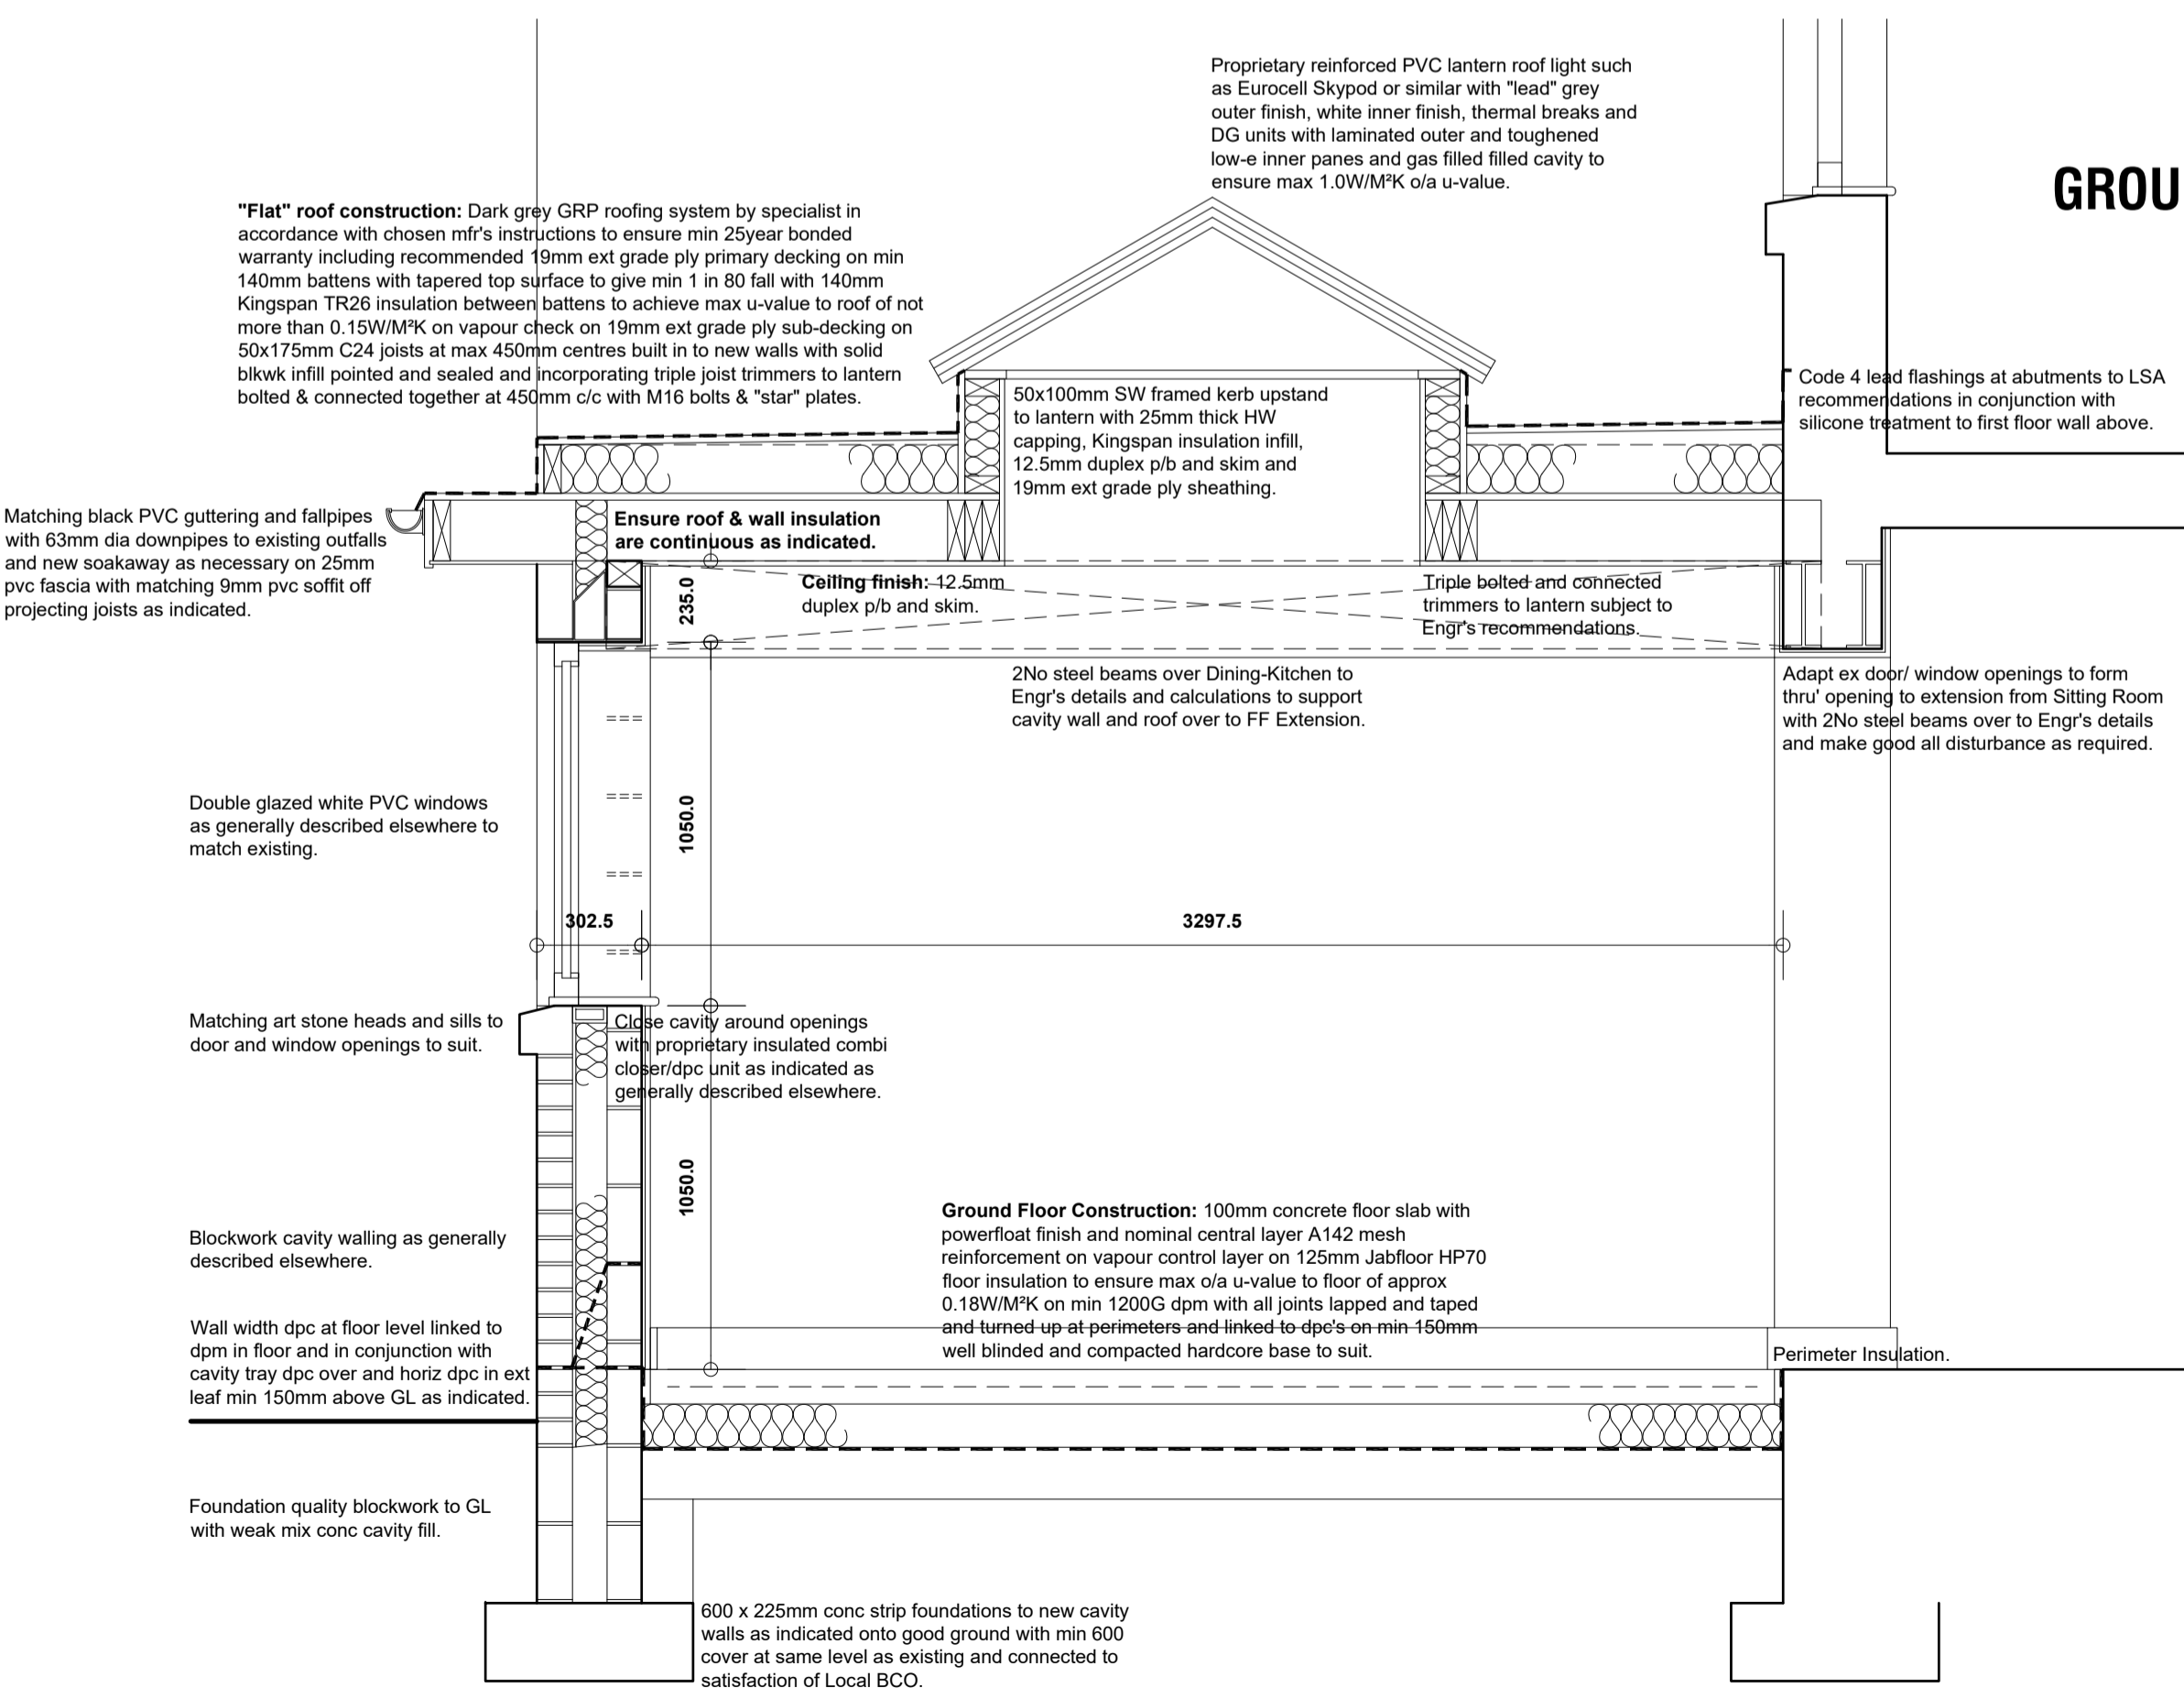 Proprietary reinforced PVC lantern roof light such
as Eurocell Skypod or similar with "lead" grey
outer finish, white inner finish, thermal breaks and
DG units with laminated outer and toughened
low-e inner panes and gas filled filled cavity to
ensure max 1.0W/M²K o/a u-value.
GROU
"Flat" roof construction: Dark grey GRP roofing system by specialist in
accordance with chosen mfr's instructions to ensure min 25year bonded
warranty including recommended 19mm ext grade ply primary decking on min
140mm battens with tapered top surface to give min 1 in 80 fall with 140mm
Kingspan TR26 insulation between battens to achieve max u-value to roof of not
more than 0.15W/M²K on vapour check on 19mm ext grade ply sub-decking on
50x175mm C24 joists at max 450mm centres built in to new walls with solid
blkwk infill pointed and sealed and incorporating triple joist trimmers to lantern
bolted & connected together at 450mm c/c with M16 bolts & "star" plates.
50x100mm SW framed kerb upstand
to lantern with 25mm thick HW
capping, Kingspan insulation infill,
12.5mm duplex p/b and skim and
19mm ext grade ply sheathing.
Code 4 lead flashings at abutments to LSA
recommendations in conjunction with
silicone treatment to first floor wall above.
Matching black PVC guttering and fallpipes
with 63mm dia downpipes to existing outfalls
and new soakaway as necessary on 25mm
pvc fascia with matching 9mm pvc soffit off
projecting joists as indicated.
Ensure roof & wall insulation
are continuous as indicated.
235.0
Ceiling finish: 12.5mm
duplex p/b and skim.
Triple bolted and connected
trimmers to lantern subject to
Engr's recommendations.
2No steel beams over Dining-Kitchen to
Engr's details and calculations to support
cavity wall and roof over to FF Extension.
Adapt ex door/ window openings to form
thru' opening to extension from Sitting Room
with 2No steel beams over to Engr's details
and make good all disturbance as required.
Double glazed white PVC windows
as generally described elsewhere to
match existing.
1050.0
302.5
3297.5
Matching art stone heads and sills to
door and window openings to suit.
Close cavity around openings
with proprietary insulated combi
closer/dpc unit as indicated as
generally described elsewhere.
1050.0
Blockwork cavity walling as generally
described elsewhere.
Ground Floor Construction: 100mm concrete floor slab with
powerfloat finish and nominal central layer A142 mesh
reinforcement on vapour control layer on 125mm Jabfloor HP70
floor insulation to ensure max o/a u-value to floor of approx
0.18W/M²K on min 1200G dpm with all joints lapped and taped
and turned up at perimeters and linked to dpc's on min 150mm
well blinded and compacted hardcore base to suit.
Wall width dpc at floor level linked to
dpm in floor and in conjunction with
cavity tray dpc over and horiz dpc in ext
leaf min 150mm above GL as indicated.
Perimeter Insulation.
Foundation quality blockwork to GL
with weak mix conc cavity fill.
600 x 225mm conc strip foundations to new cavity
walls as indicated onto good ground with min 600
cover at same level as existing and connected to
satisfaction of Local BCO.